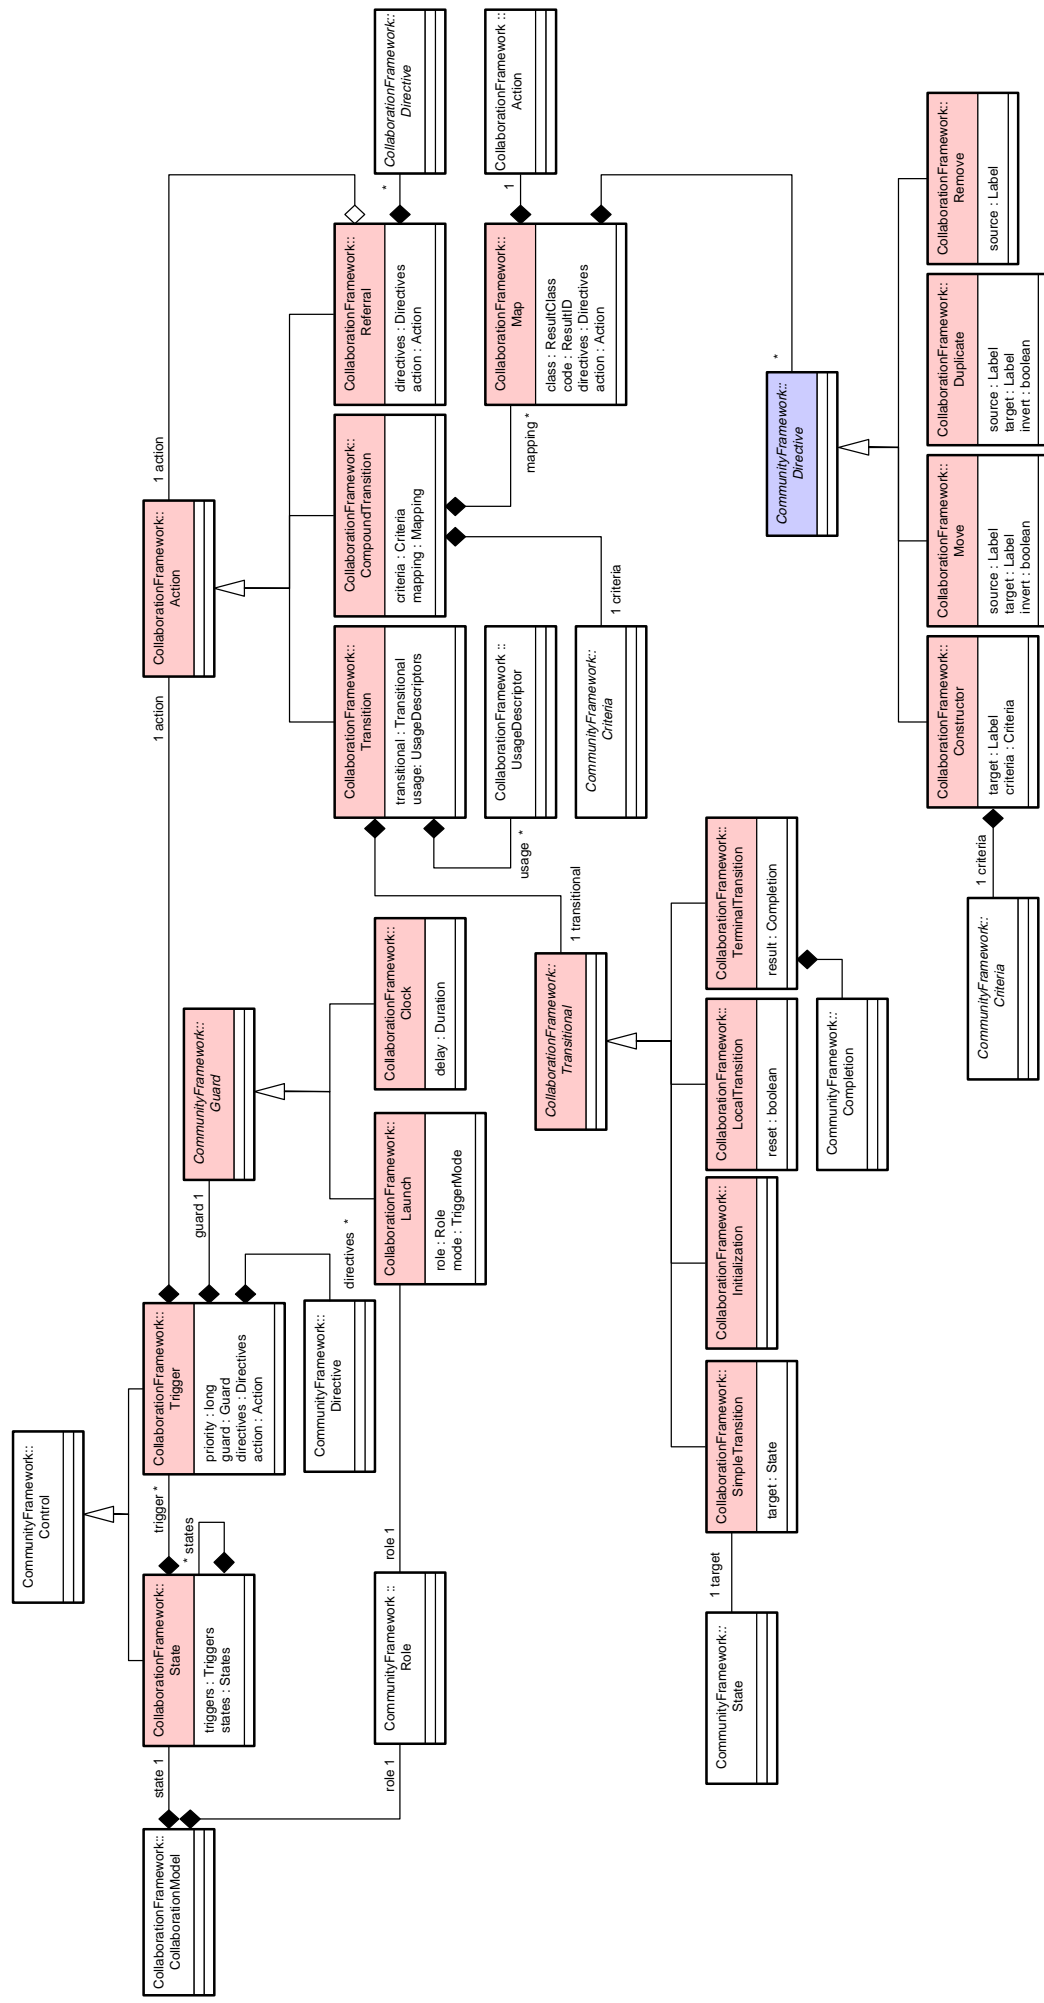 CollaborationFramework::
CollaborationModel
state 1
role 1
CommunityFramework::
Control
CollaborationFramework::
State
triggers : Triggers
states : States
trigger *
* states
CollaborationFramework::
Trigger
priority : long
guard : Guard
directives : Directives
action : Action
1 action
guard 1
directives *
CommunityFramework::
Directive
CommunityFramework ::
Role
role 1
CommunityFramework::
Guard
CollaborationFramework::
Launch
role : Role
mode : TriggerMode
CollaborationFramework::
Clock
delay : Duration
CollaborationFramework::
Action
1 action
CollaborationFramework::
Transition
transitional : Transitional
usage: UsageDescriptors
CollaborationFramework::
CompoundTransition
criteria : Criteria
mapping : Mapping
CollaborationFramework::
Referral
directives : Directives
action : Action
*
CollaborationFramework::
Directive
usage *
CollaborationFramework ::
UsageDescriptor
1 criteria
CommunityFramework::
Criteria
mapping *
CollaborationFramework::
Map
class : ResultClass
code : ResultID
directives : Directives
action : Action
1
CollaborationFramework ::
Action
1 transitional
CollaborationFramework::
Transitional
CollaborationFramework::
SimpleTransition
target : State
1 target
CommunityFramework::
State
CollaborationFramework::
Initialization
CollaborationFramework::
LocalTransition
reset : boolean
CollaborationFramework::
TerminalTransition
result : Completion
CommunityFramework::
Completion
*
CommunityFramework::
Directive
CollaborationFramework::
Constructor
target : Label
criteria : Criteria
1 criteria
CommunityFramework::
Criteria
CollaborationFramework::
Move
source : Label
target : Label
invert : boolean
CollaborationFramework::
Duplicate
source : Label
target : Label
invert : boolean
CollaborationFramework::
Remove
source : Label